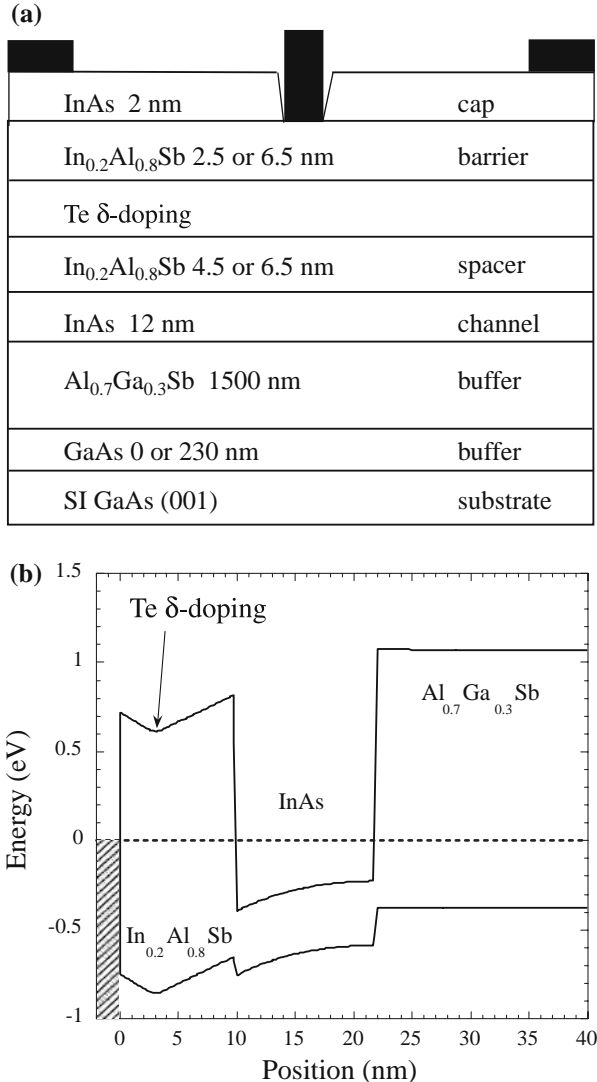 (a)
InAs 2 nm cap
In0.2Al0.8Sb 2.5 or 6.5 nm barrier
Te δ-doping
In0.2Al0.8Sb 4.5 or 6.5 nm spacer
InAs 12 nm channel
Al0.7Ga0.3Sb 1500 nm buffer
GaAs 0 or 230 nm buffer
SI GaAs (001) substrate
(b)
1.5
Te δ-doping
1
Al0.7Ga0.3Sb
0.5
InAs
0
-0.5
In0.2Al0.8Sb
-1
Energy (eV)
0 5 10 15 20 25 30 35 40
Position (nm)